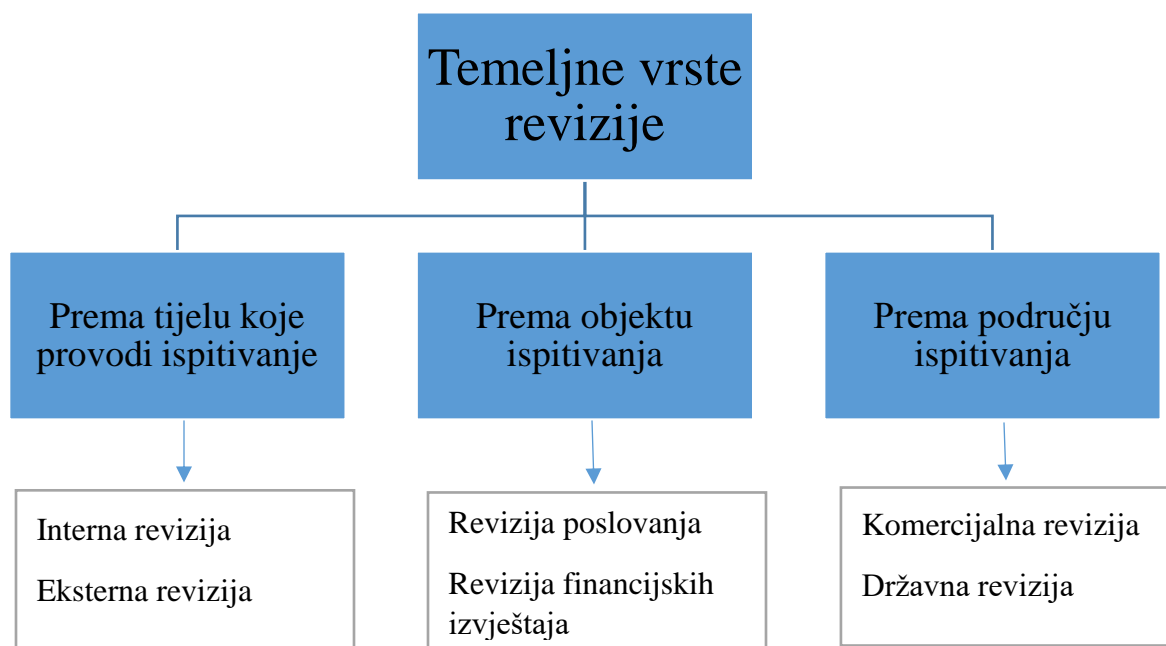 Temeljne vrste
revizije
Prema tijelu koje
provodi ispitivanje
Prema objektu
ispitivanja
Prema području
ispitivanja
Interna revizija
Eksterna revizija
Revizija poslovanja
Revizija financijskih
izvještaja
Komercijalna revizija
Državna revizija